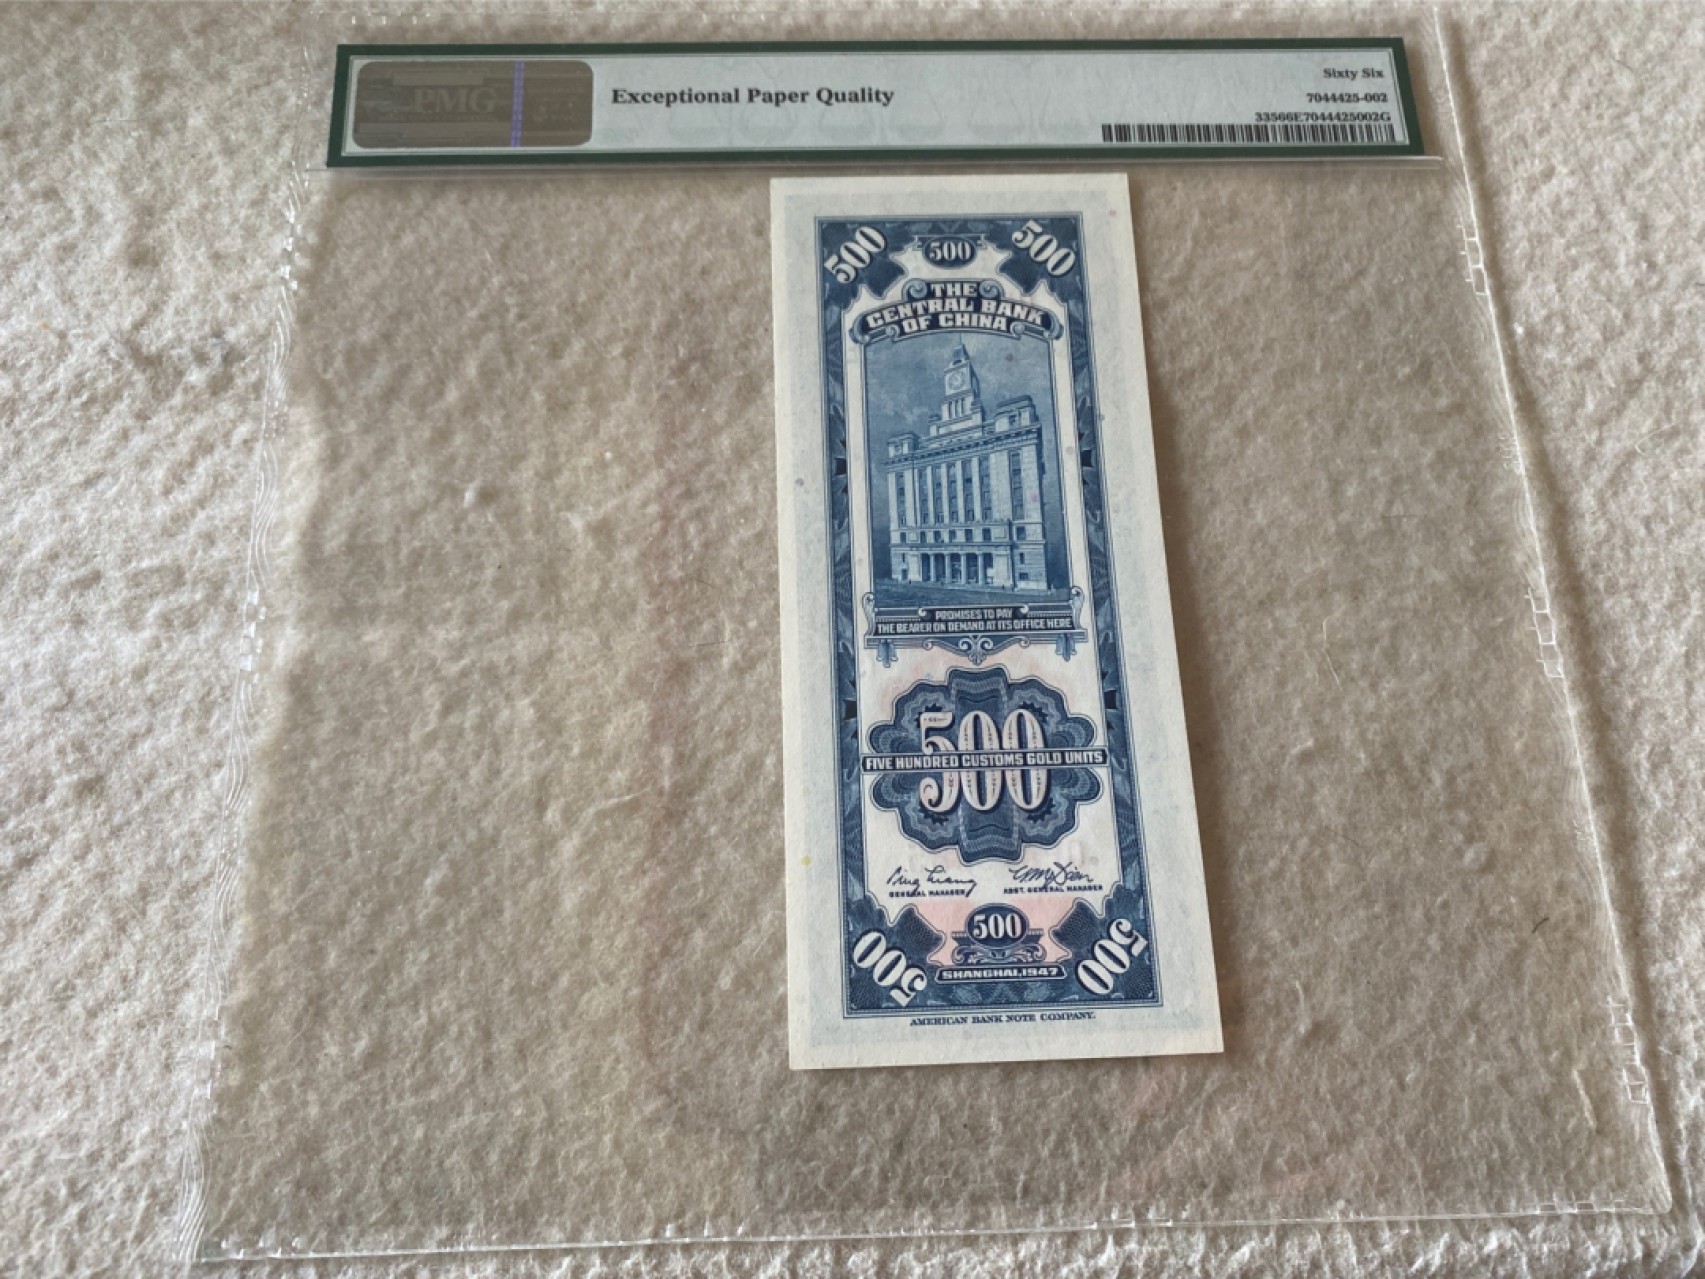 PMG
Exceptional Paper Quality
Sixty Six
7044425-002
33566E7044425002G
500 500 500
THE
CENTRAL BANK
OF CHINA
PROMISES TO PAY
THE BEARER ON DEMAND AT ITS OFFICE HERE
500
FIVE HUNDRED CUSTOMS GOLD UNITS
GENERAL MANAGER
ASST. GENERAL MANAGER
500 500 500
SHANGHAI, 1947
AMERICAN BANK NOTE COMPANY.